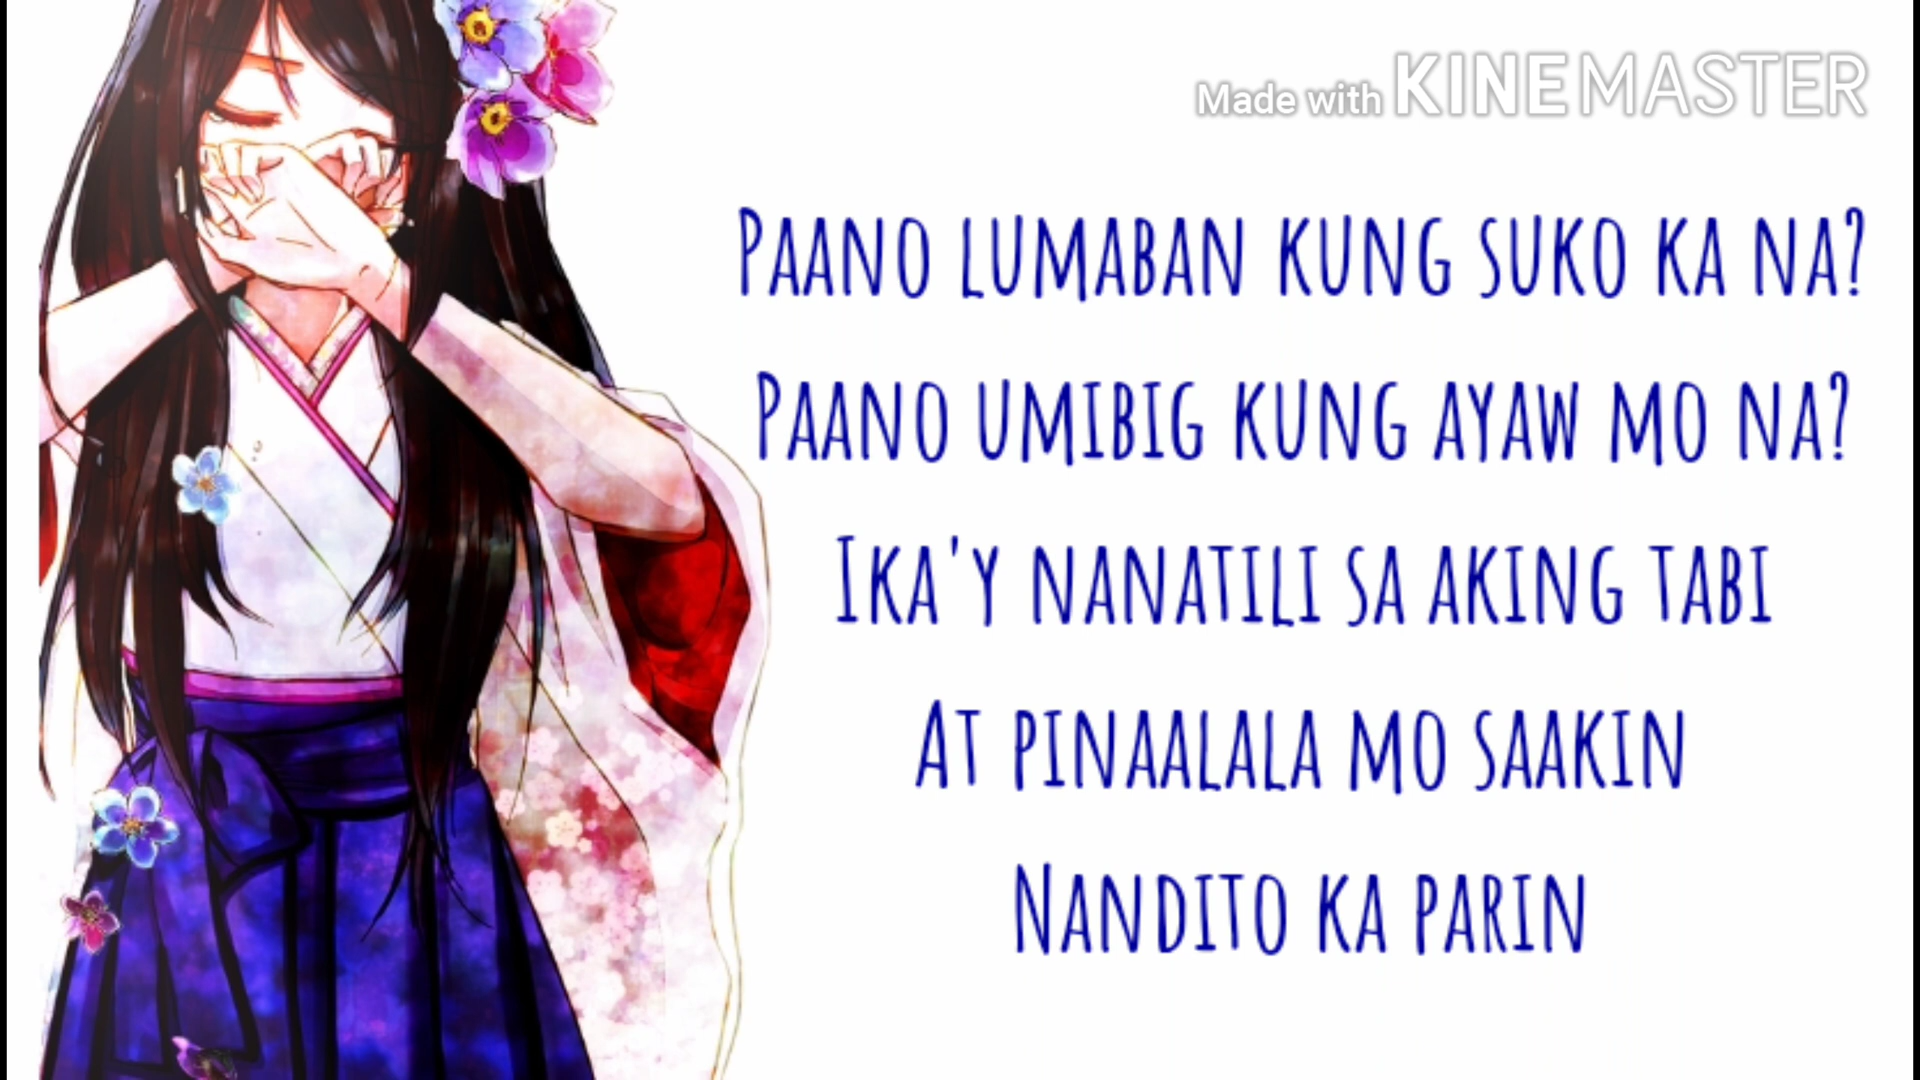 Made with KINEMASTER
Paano lumaban kung suko ka na?
Paano umibig kung ayaw mo na?
Ika'y nanatili sa aking tabi
At pinaalala mo saakin
Nandito ka parin